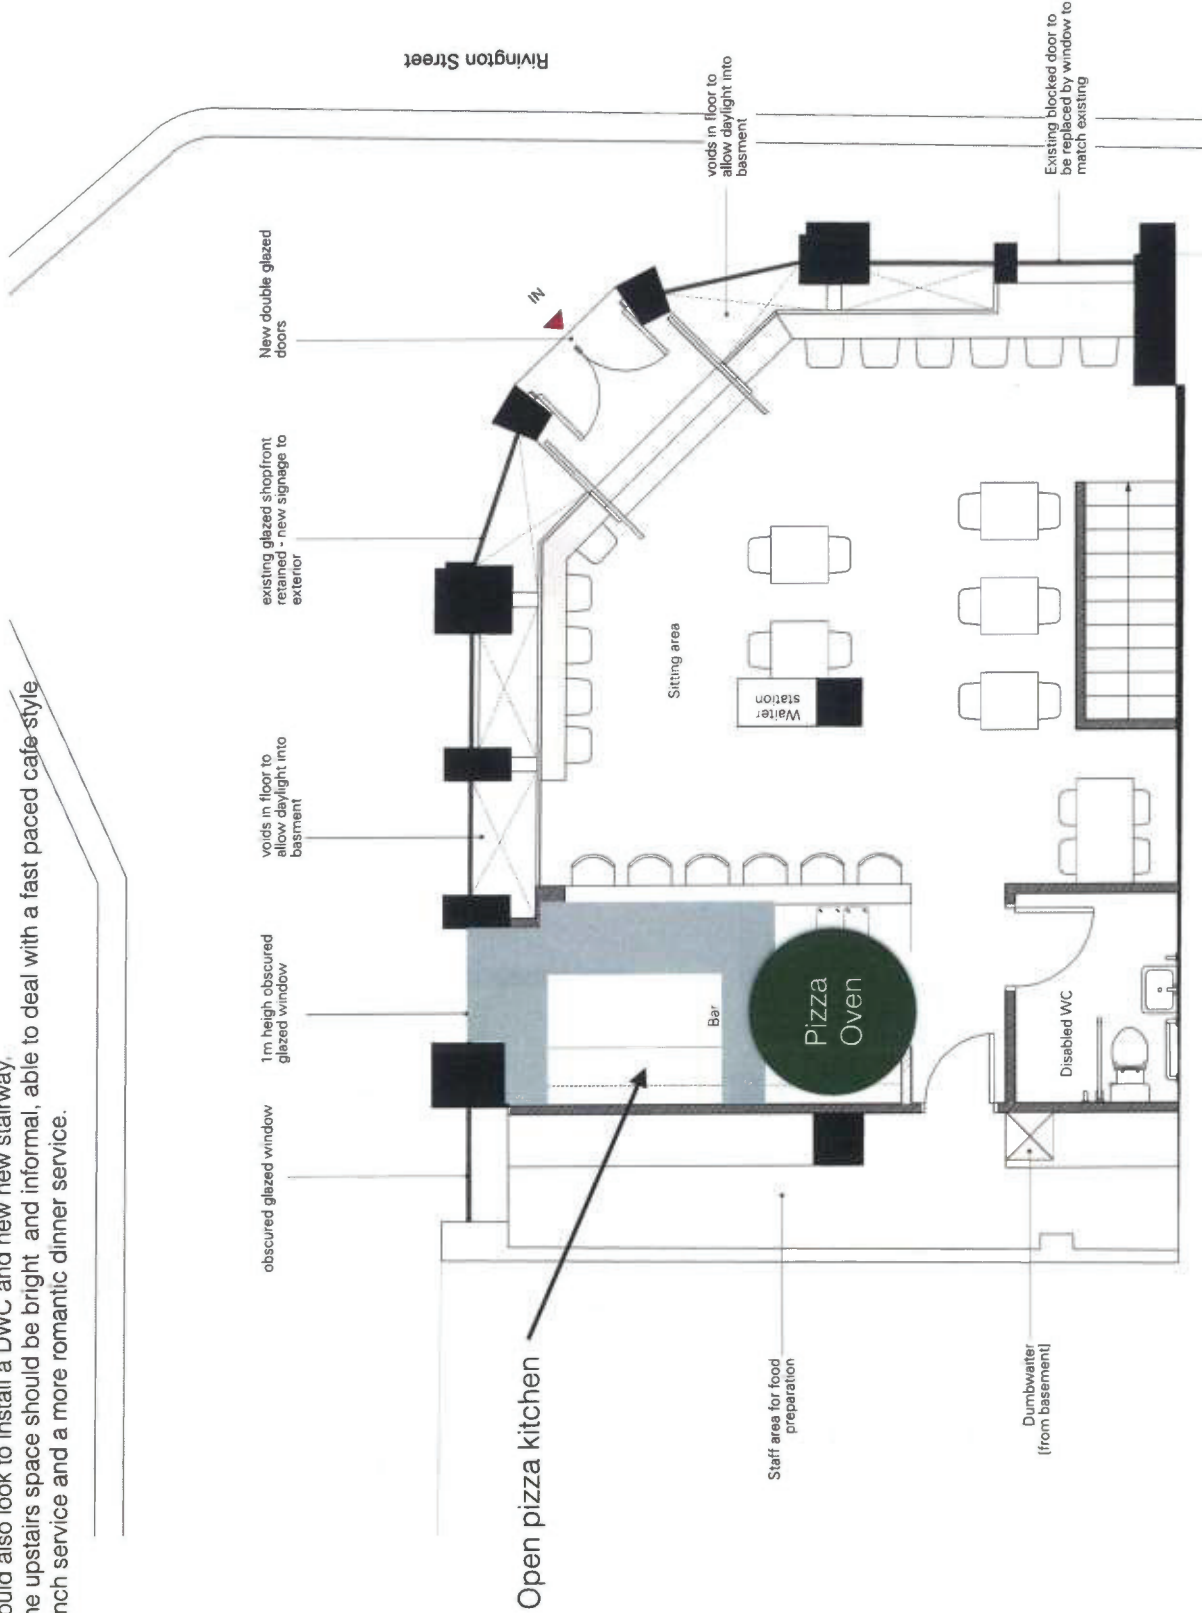 ould also look to install a DWC and new new stairway.
ne upstairs space should be bright and informal, able to deal with a fast paced cafe style
nch service and a more romantic dinner service.
obscured glazed window
1m heigh obscured
glazed window
voids in floor to
allow daylight into
basment
existing glazed shopfront
retained - new signage to
exterior
New double glazed
doors
IN
Rivington Street
voids in floor to
allow daylight into
basment
Existing blocked door to
be replaced by window to
match existing
Sitting area
Waiter
station
Bar
Pizza
Oven
Disabled WC
Open pizza kitchen
Staff area for food
preparation
Dumbwaiter
[from basement]